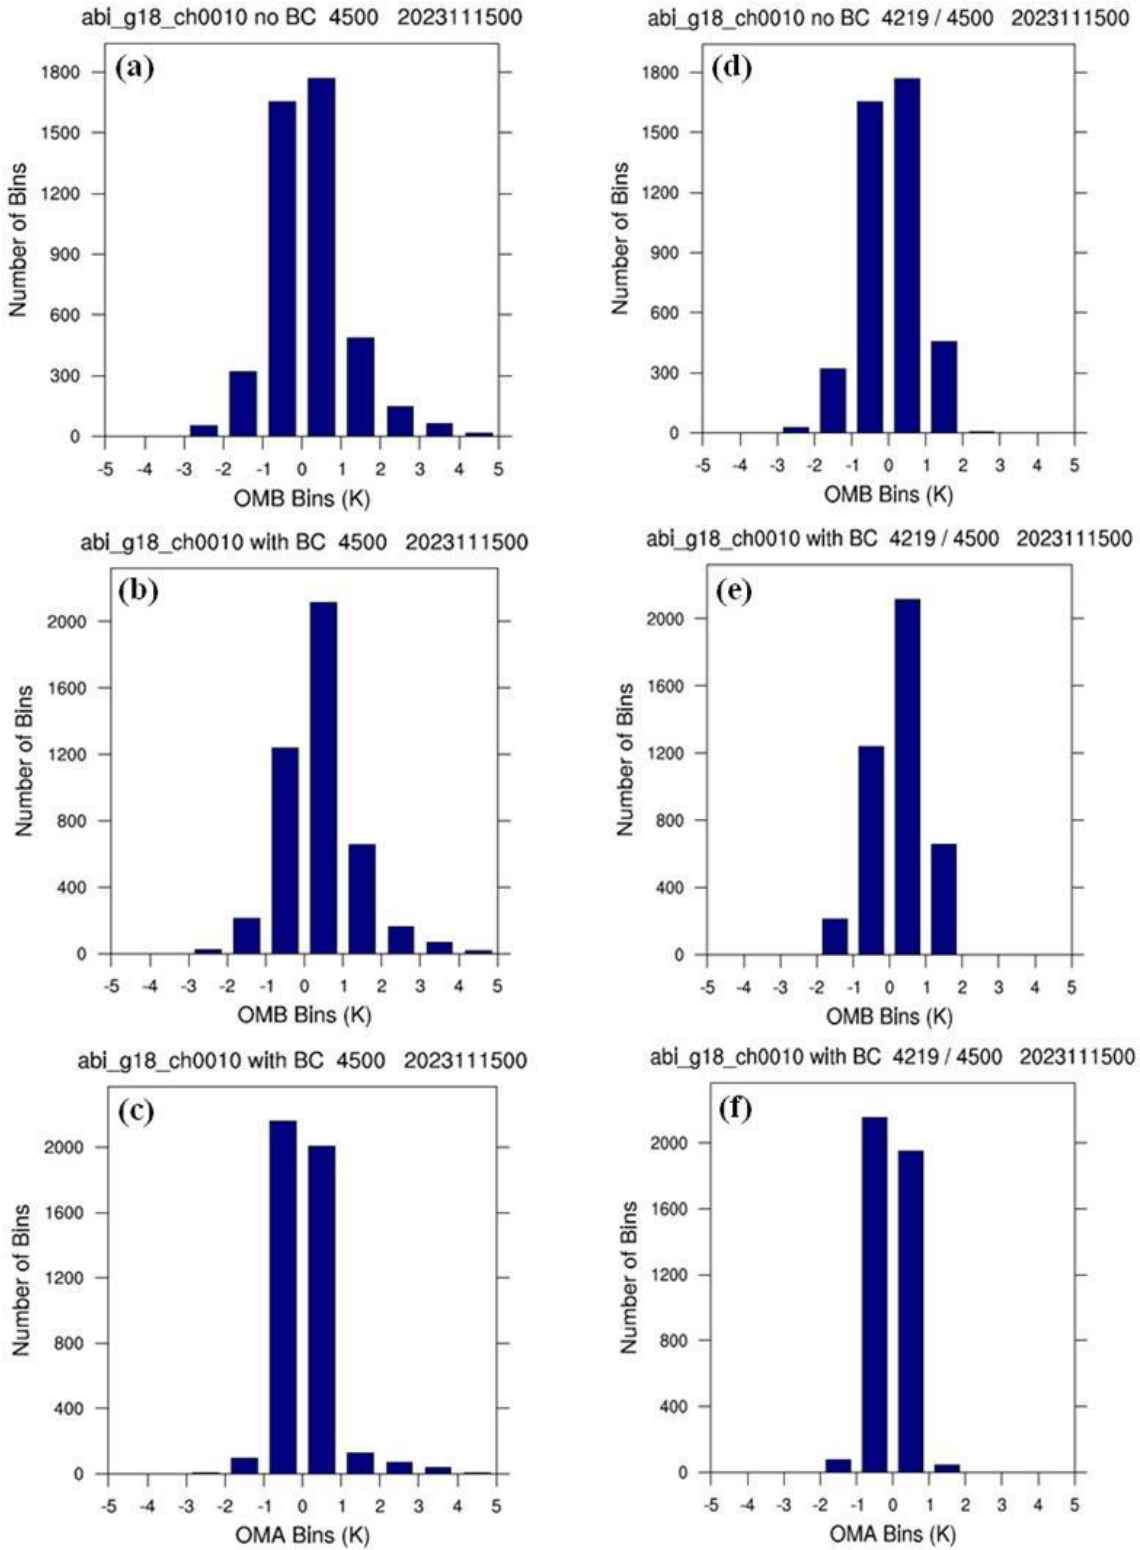 abi_g18_ch0010 no BC 4500 2023111500
(a)
1800
1500
1200
900
600
300
0
Number of Bins
-5 -4 -3 -2 -1 0 1 2 3 4 5
OMB Bins (K)
abi_g18_ch0010 no BC 4219 / 4500 2023111500
(d)
1800
1500
1200
900
600
300
0
Number of Bins
-5 -4 -3 -2 -1 0 1 2 3 4 5
OMB Bins (K)
abi_g18_ch0010 with BC 4500 2023111500
(b)
2000
1600
1200
800
400
0
Number of Bins
-5 -4 -3 -2 -1 0 1 2 3 4 5
OMB Bins (K)
abi_g18_ch0010 with BC 4219 / 4500 2023111500
(e)
2000
1600
1200
800
400
0
Number of Bins
-5 -4 -3 -2 -1 0 1 2 3 4 5
OMB Bins (K)
abi_g18_ch0010 with BC 4500 2023111500
(c)
2000
1600
1200
800
400
0
Number of Bins
-5 -4 -3 -2 -1 0 1 2 3 4 5
OMA Bins (K)
abi_g18_ch0010 with BC 4219 / 4500 2023111500
(f)
2000
1600
1200
800
400
0
Number of Bins
-5 -4 -3 -2 -1 0 1 2 3 4 5
OMA Bins (K)